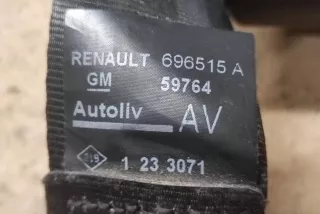 RENAULT 696515 A
GM 59764
Autoliv AV
1 23.3071